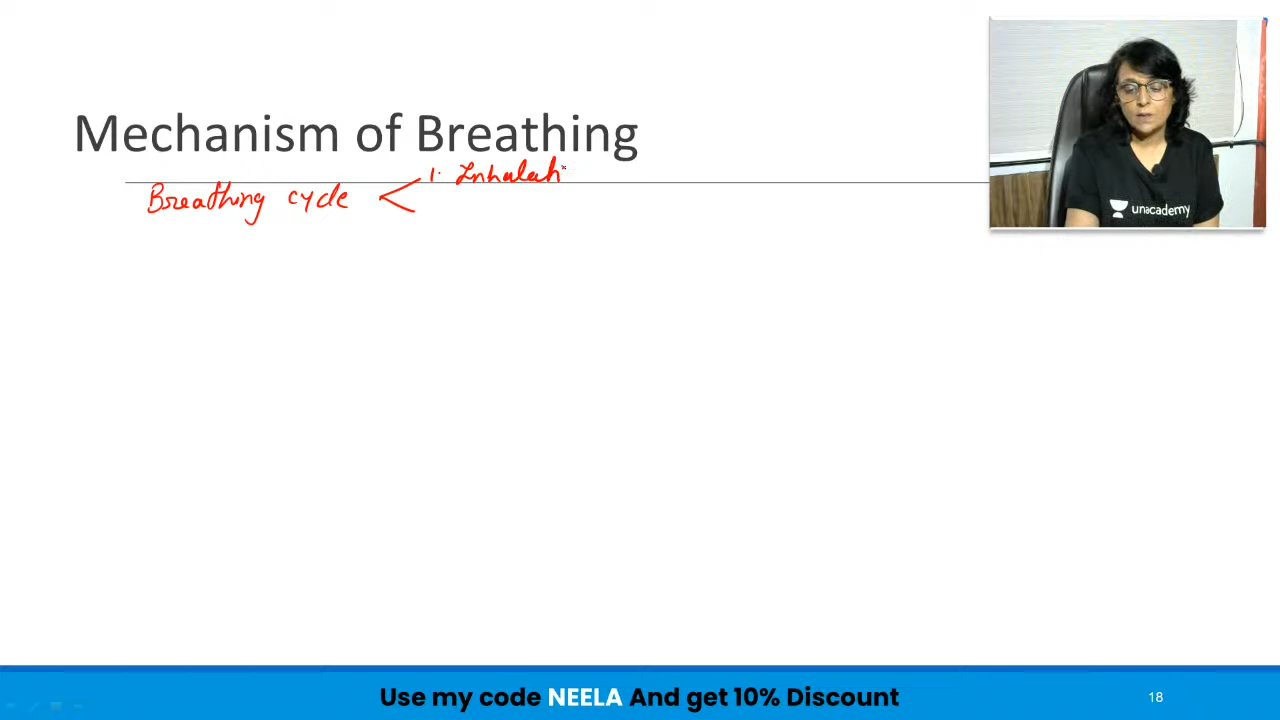 Mechanism of Breathing
1. Inhalati
Breathing cycle
unacademy
Use my code NEELA And get 10% Discount
18